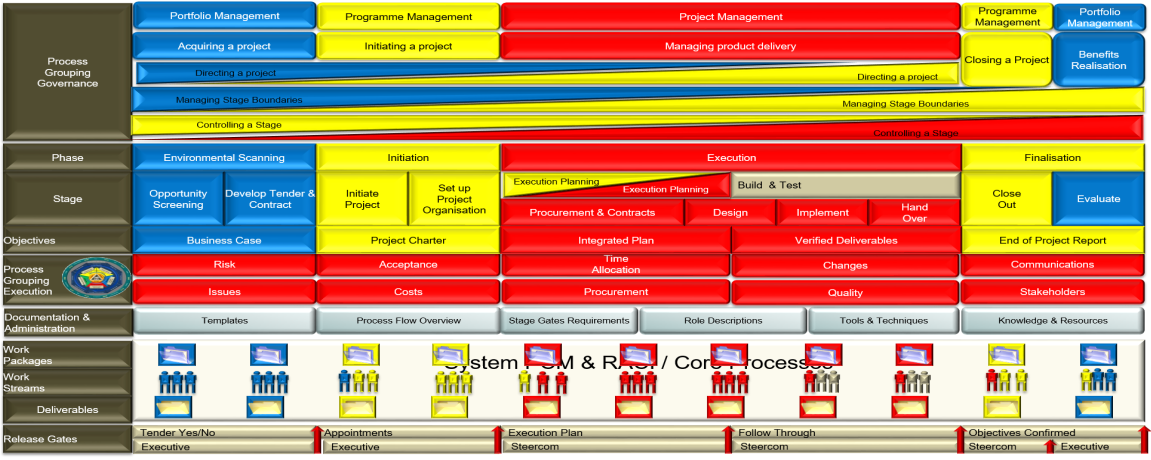 Process
Grouping
Governance
Portfolio Management
Programme Management
Project Management
Programme
Management
Portfolio
Management
Acquiring a project
Initiating a project
Managing product delivery
Closing a Project
Benefits
Realisation
Directing a project
Directing a project
Managing Stage Boundaries
Managing Stage Boundaries
Controlling a Stage
Controlling a Stage
Phase
Environmental Scanning
Initiation
Execution
Finalisation
Stage
Opportunity
Screening
Develop Tender &
Contract
Initiate
Project
Set up
Project
Organisation
Execution Planning
Execution Planning
Build & Test
Procurement & Contracts
Design
Implement
Hand
Over
Close
Out
Evaluate
Objectives
Business Case
Project Charter
Integrated Plan
Verified Deliverables
End of Project Report
Process
Grouping
Execution
Risk
Acceptance
Time
Allocation
Changes
Communications
Issues
Costs
Procurement
Quality
Stakeholders
Documentation &
Administration
Templates
Process Flow Overview
Stage Gates Requirements
Role Descriptions
Tools & Techniques
Knowledge & Resources
Work
Packages
System & / Processes
Work
Streams
Deliverables
Release Gates
Tender Yes/No
Appointments
Execution Plan
Follow Through
Objectives Confirmed
Executive
Executive
Steercom
Steercom
Steercom
Executive